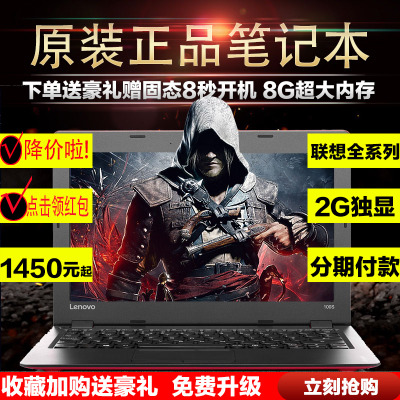 原装正品笔记本
下单送豪礼赠固态8秒开机 8G超大内存
降价啦!
联想全系列
点击领红包
2G独显
1450元起
分期付款
Lenovo
100S
收藏加购送豪礼 免费升级
立刻抢购